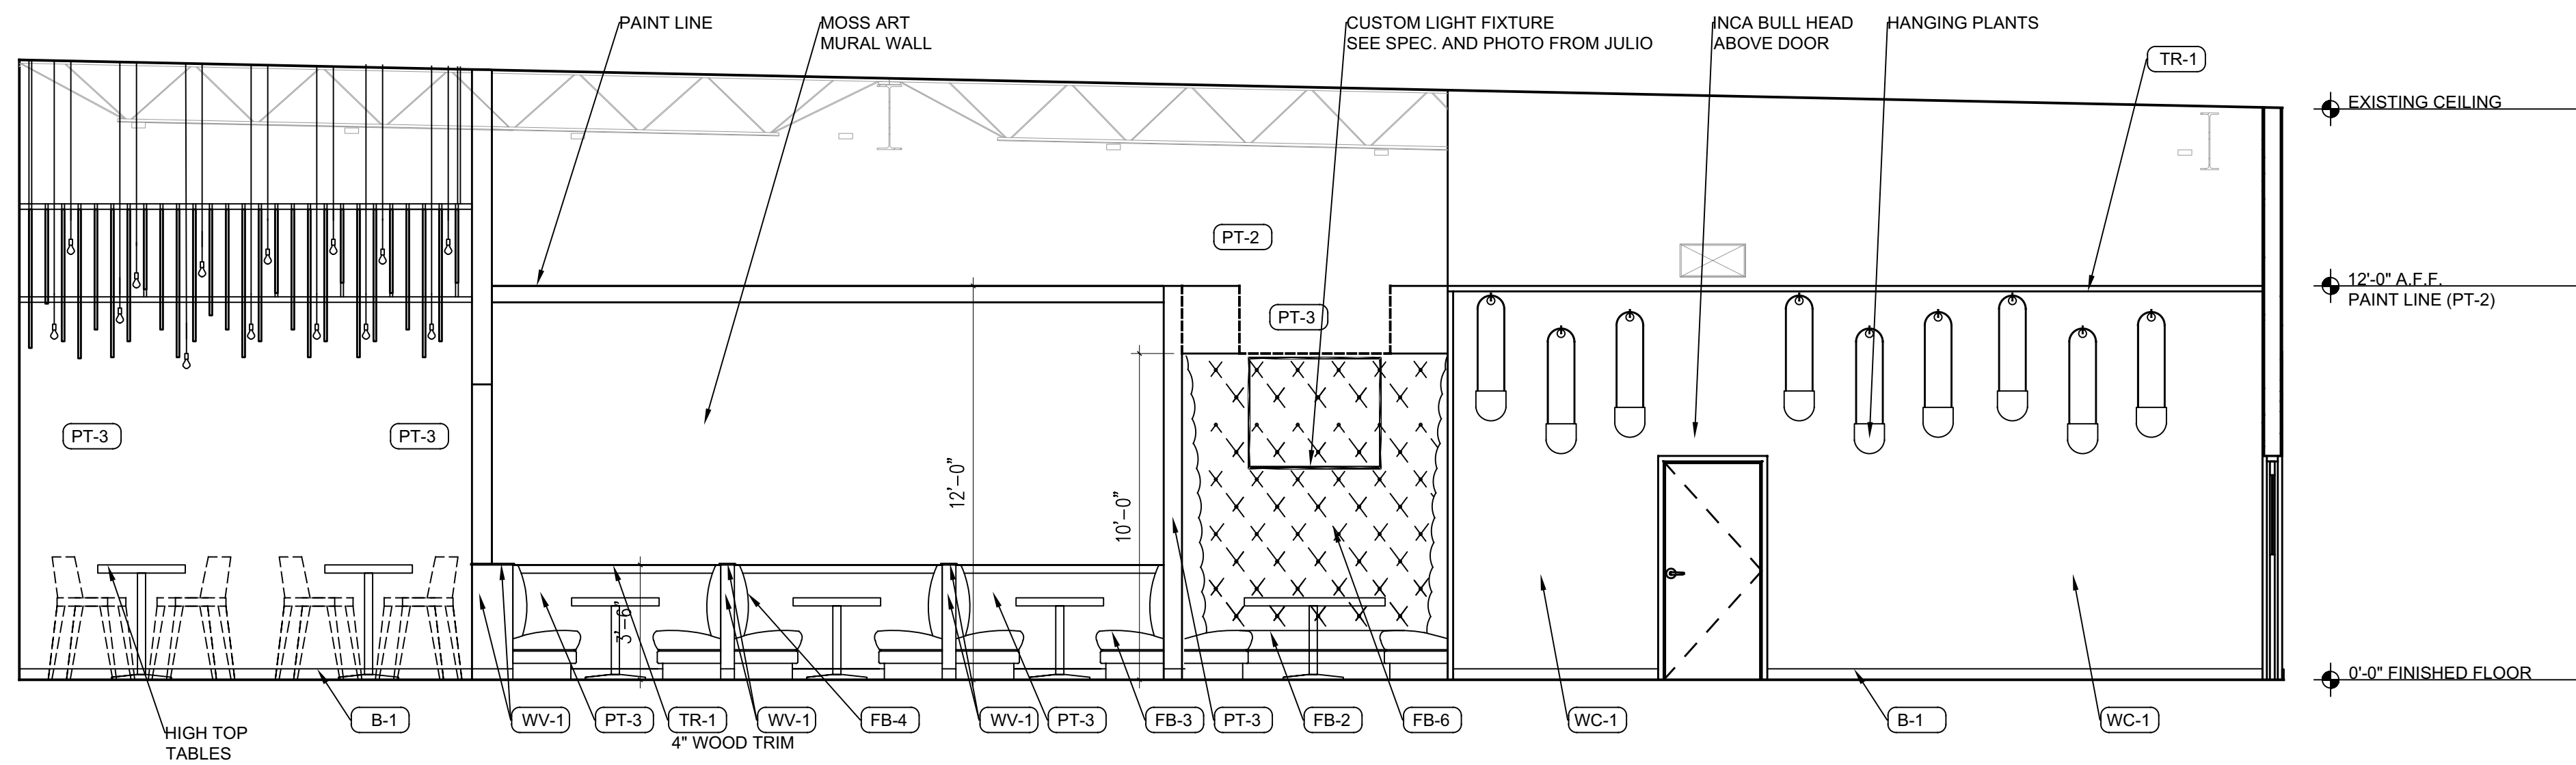 PAINT LINE
MOSS ART
MURAL WALL
CUSTOM LIGHT FIXTURE
SEE SPEC. AND PHOTO FROM JULIO
INCA BULL HEAD
ABOVE DOOR
HANGING PLANTS
TR-1
EXISTING CEILING
PT-2
12'-0" A.F.F.
PAINT LINE (PT-2)
PT-3
PT-3
PT-3
12'-0"
10'-0"
3'-6"
0'-0" FINISHED FLOOR
HIGH TOP
TABLES
B-1
WV-1
PT-3
TR-1
4" WOOD TRIM
WV-1
FB-4
WV-1
PT-3
FB-3
PT-3
FB-2
FB-6
WC-1
B-1
WC-1